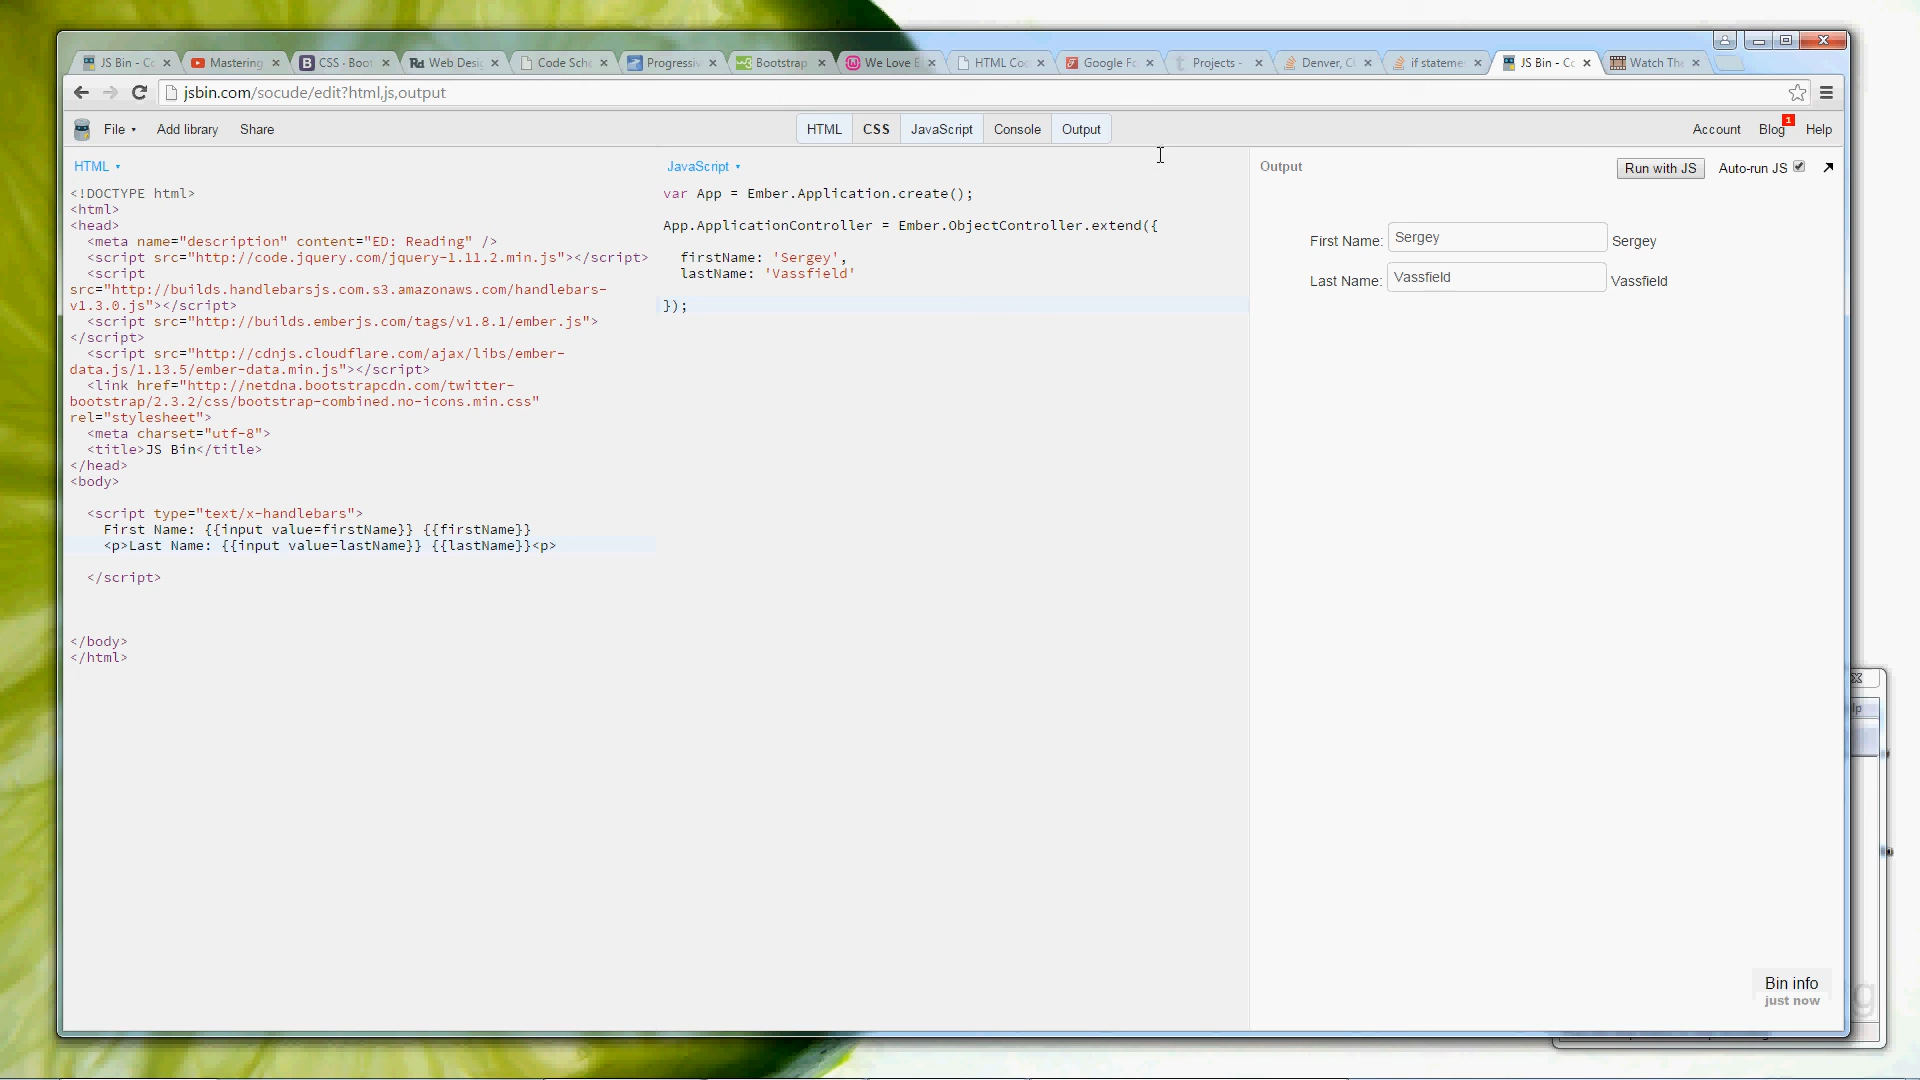 JS Bin - Co
Mastering
CSS · Boot
Web Desi
Code Scho
Progressiv
Bootstrap
We Love E
HTML Cod
Google Fo
Projects -
Denver, C
if stateme
JS Bin - Co
Watch The
jsbin.com/socude/edit?html,js,output
File
Add library
Share
HTML
CSS
JavaScript
Console
Output
Account
Blog
1
Help
HTML
<!DOCTYPE html>
<html>
<head>
<meta name="description" content="ED: Reading" />
<script src="http://code.jquery.com/jquery-1.11.2.min.js"></script>
<script
src="http://builds.handlebarsjs.com.s3.amazonaws.com/handlebars-
v1.3.0.js"></script>
<script src="http://builds.emberjs.com/tags/v1.8.1/ember.js">
</script>
<script src="http://cdnjs.cloudflare.com/ajax/libs/ember-
data.js/1.13.5/ember-data.min.js"></script>
<link href="http://netdna.bootstrapcdn.com/twitter-
bootstrap/2.3.2/css/bootstrap-combined.no-icons.min.css"
rel="stylesheet">
<meta charset="utf-8">
<title>JS Bin</title>
</head>
<body>
<script type="text/x-handlebars">
First Name: {{input value=firstName}} {{firstName}}
<p>Last Name: {{input value=lastName}} {{lastName}}<p>
</script>
</body>
</html>
JavaScript
var App = Ember.Application.create();
App.ApplicationController = Ember.ObjectController.extend({
firstName: 'Sergey',
lastName: 'Vassfield'
});
Output
Run with JS
Auto-run JS
First Name: Sergey Sergey
Last Name: Vassfield Vassfield
Bin info
just now
lp
g